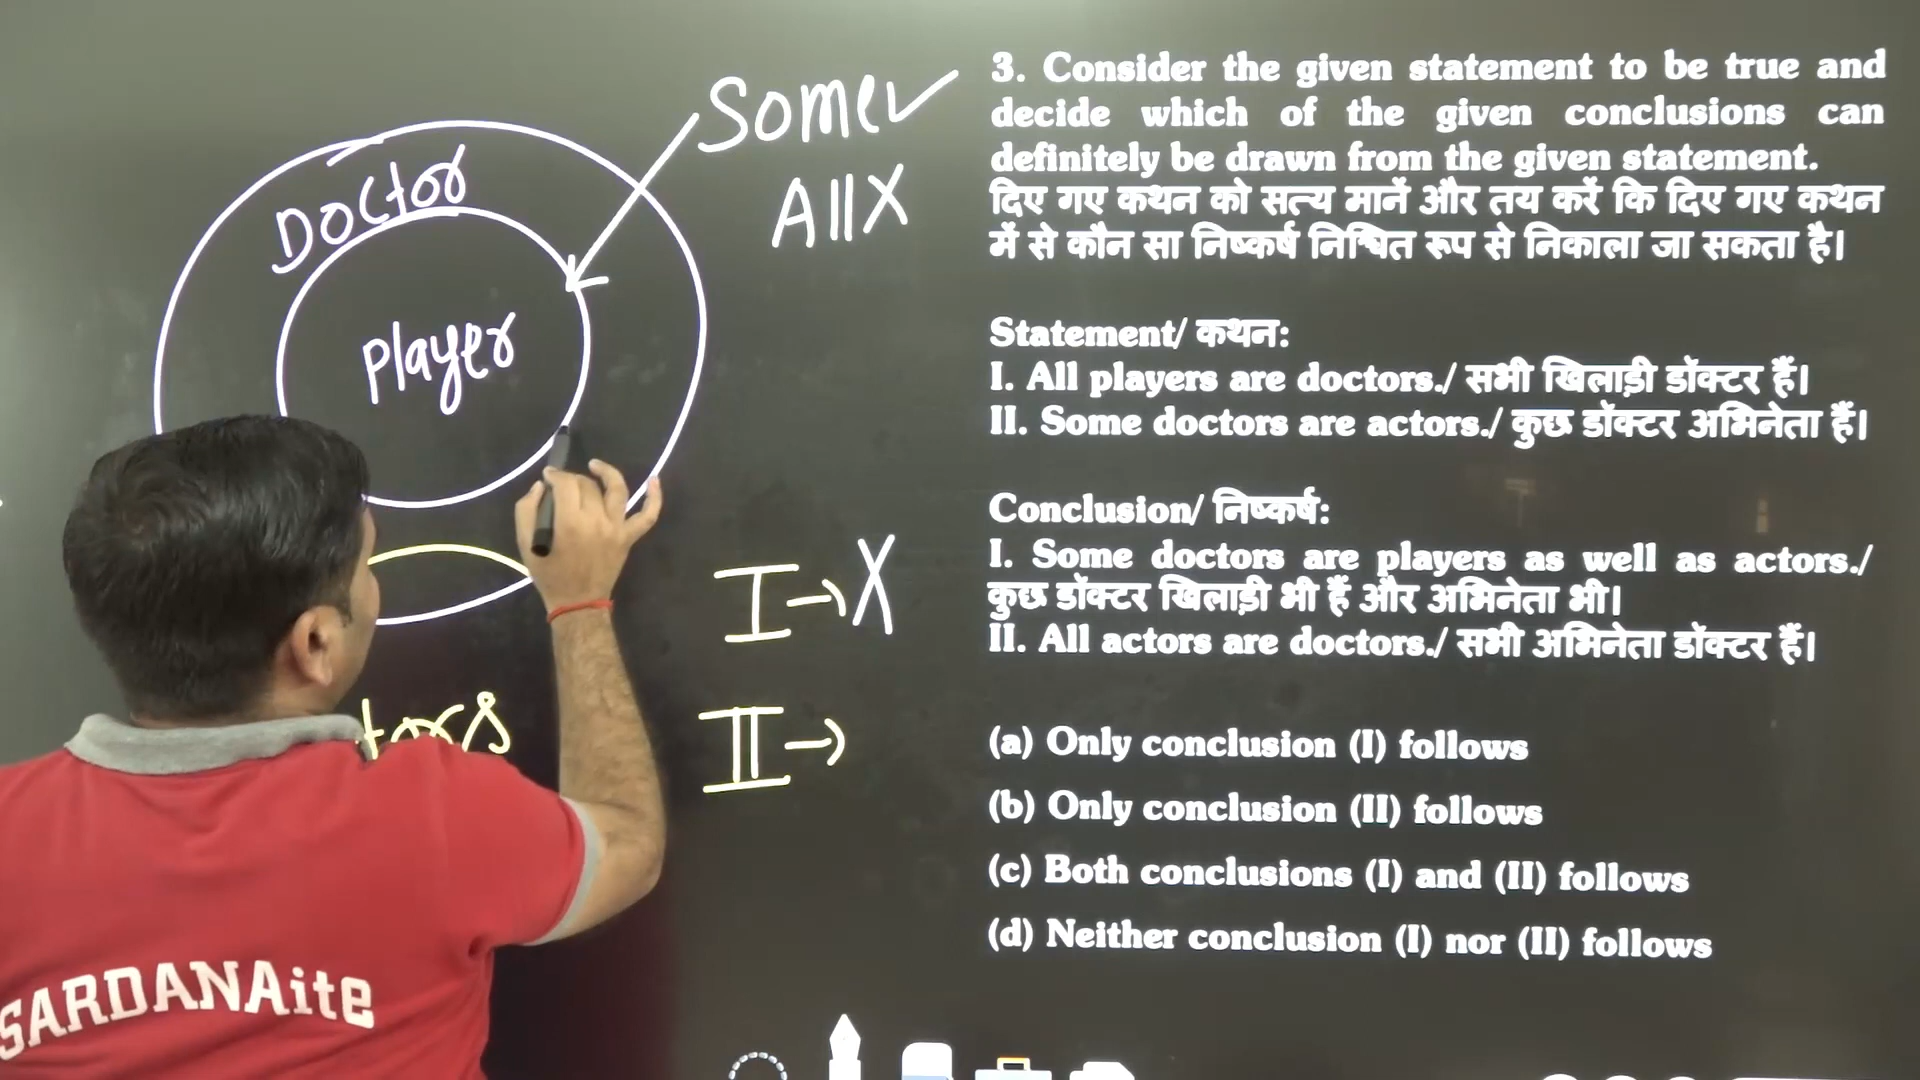 Some✓
All X
Doctor
Player
tors
I → X
II →
SARDANAite
3. Consider the given statement to be true and
decide which of the given conclusions can
definitely be drawn from the given statement.
दिए गए कथन को सत्य मानें और तय करें कि दिए गए कथन
में से कौन सा निष्कर्ष निश्चित रूप से निकाला जा सकता है।
Statement/ कथन:
I. All players are doctors./ सभी खिलाड़ी डॉक्टर हैं।
II. Some doctors are actors./ कुछ डॉक्टर अभिनेता हैं।
Conclusion/ निष्कर्ष:
I. Some doctors are players as well as actors./
कुछ डॉक्टर खिलाड़ी भी हैं और अभिनेता भी।
II. All actors are doctors./ सभी अभिनेता डॉक्टर हैं।
(a) Only conclusion (I) follows
(b) Only conclusion (II) follows
(c) Both conclusions (I) and (II) follows
(d) Neither conclusion (I) nor (II) follows